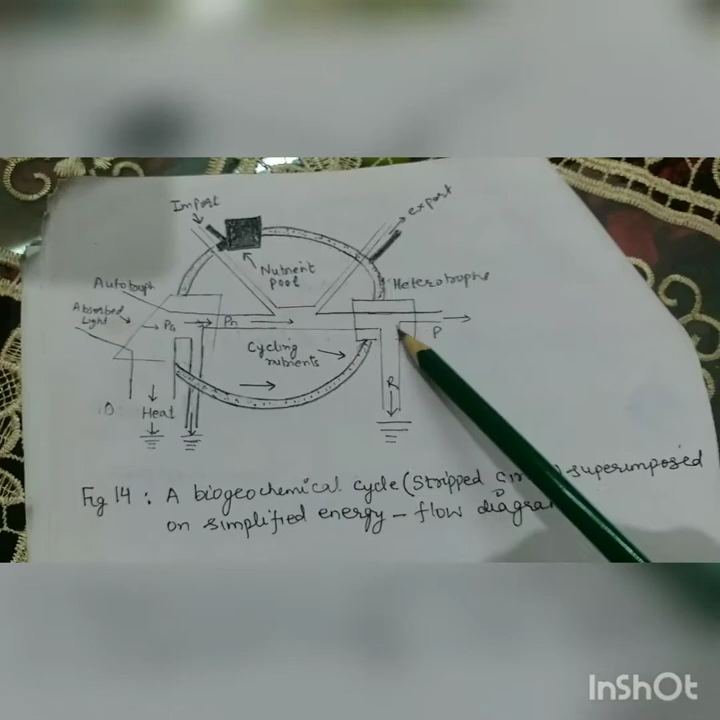 Import
export
Nutrient
pool
Autotroph
Heterotrophs
Absorbed
Light
PG
Pn
P
Cycling
nutrients
R
Heat
Fig 14 : A biogeochemical cycle (stripped superimposed
on simplified energy - flow diagram
InShOt